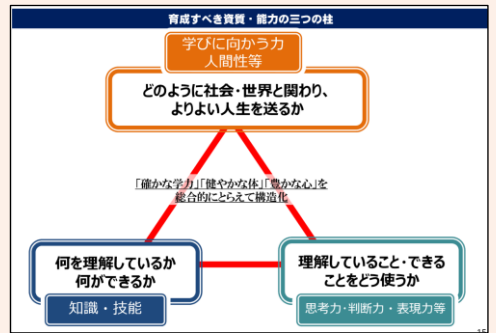 育成すべき資質・能力の三つの柱
学びに向かう力
人間性等
どのように社会・世界と関わり、
よりよい人生を送るか
「確かな学力」「健やかな体」「豊かな心」を
総合的にとらえて構造化
何を理解しているか
何ができるか
知識・技能
理解していること・できる
ことをどう使うか
思考力・判断力・表現力等